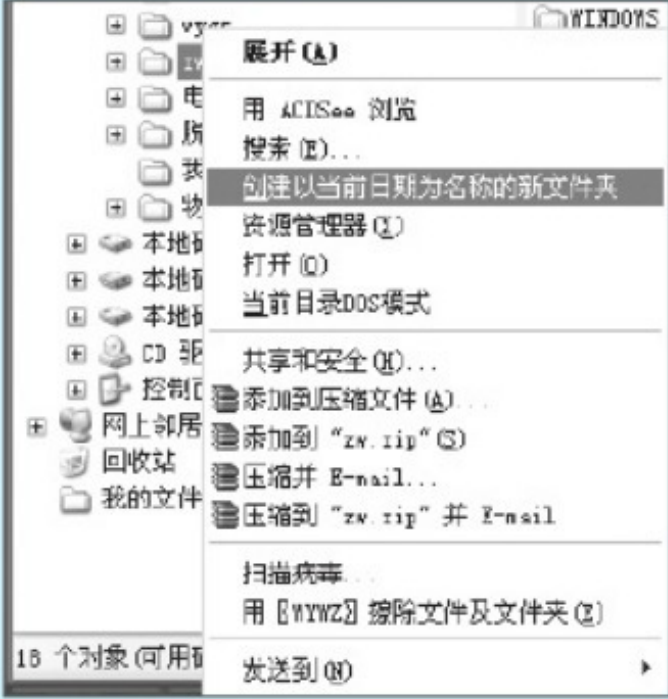 WINDOWS
展开(A)
用 ACDSee 浏览
搜索(E)...
创建以当前日期为名称的新文件夹
资源管理器(X)
打开(O)
当前目录DOS模式
共享和安全(H)...
添加到压缩文件(A)...
添加到 "zw.zip"(S)
压缩并 E-mail...
压缩到 "zw.zip" 并 E-mail
扫描病毒...
用〖WYWZ〗擦除文件及文件夹(E)
发送到(N)
电
本地
本地
本地
CD 驱
控制
网上邻居
回收站
我的文件
18 个对象(可用